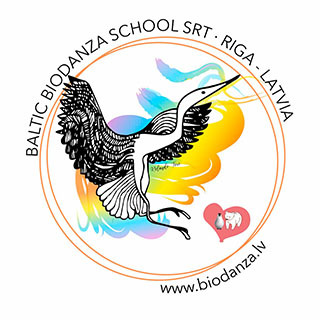 BALTIC BIODANZA SCHOOL SRT · RIGA - LATVIA
www.biodanza.lv